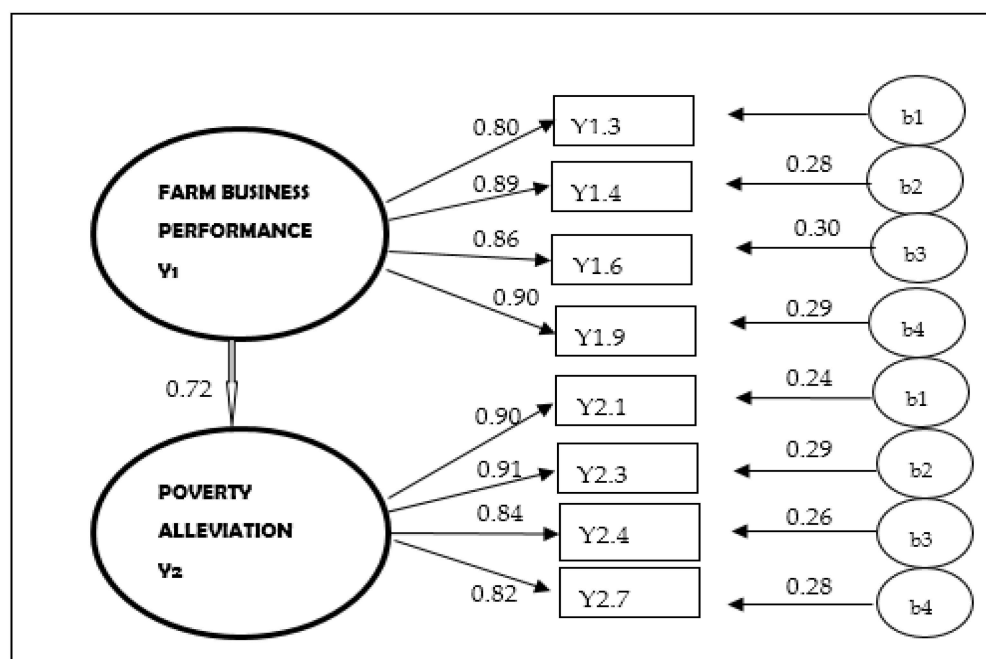 FARM BUSINESS
PERFORMANCE
Y1
0.80
0.89
0.86
0.90
Y1.3
Y1.4
Y1.6
Y1.9
0.28
0.30
0.29
b1
b2
b3
b4
0.72
POVERTY
ALLEVIATION
Y2
0.90
0.91
0.84
0.82
Y2.1
Y2.3
Y2.4
Y2.7
0.24
0.29
0.26
0.28
b1
b2
b3
b4